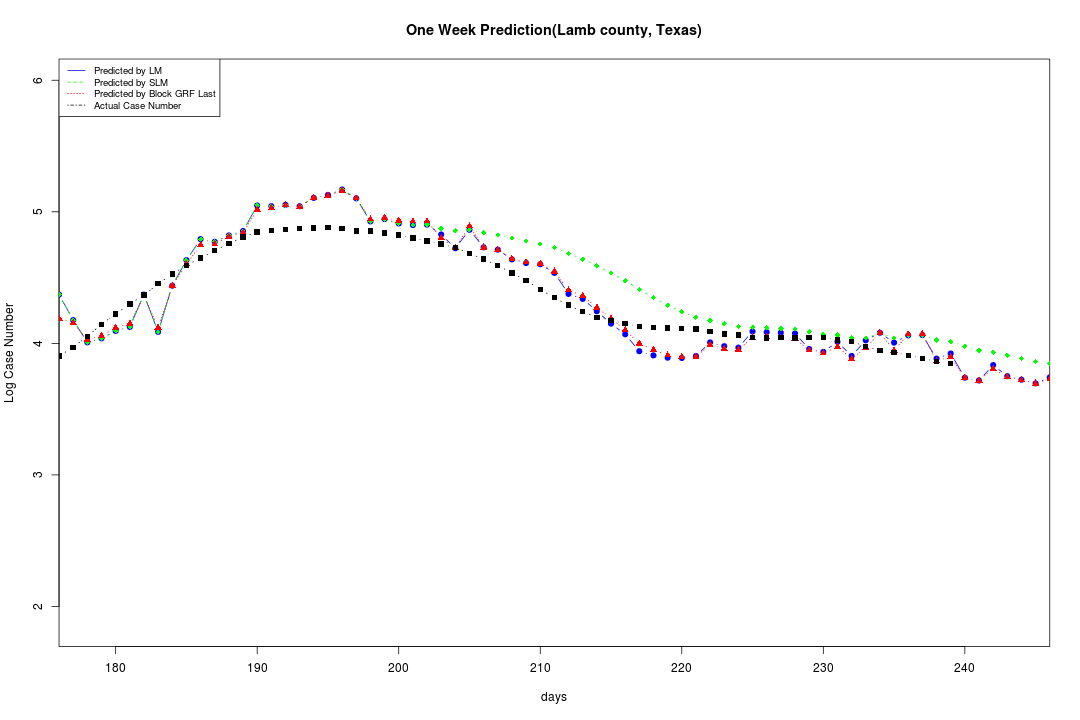 One Week Prediction(Lamb county, Texas)
Predicted by LM
Predicted by SLM
Predicted by Block GRF Last
Actual Case Number
6
5
4
3
2
Log Case Number
180 190 200 210 220 230 240
days